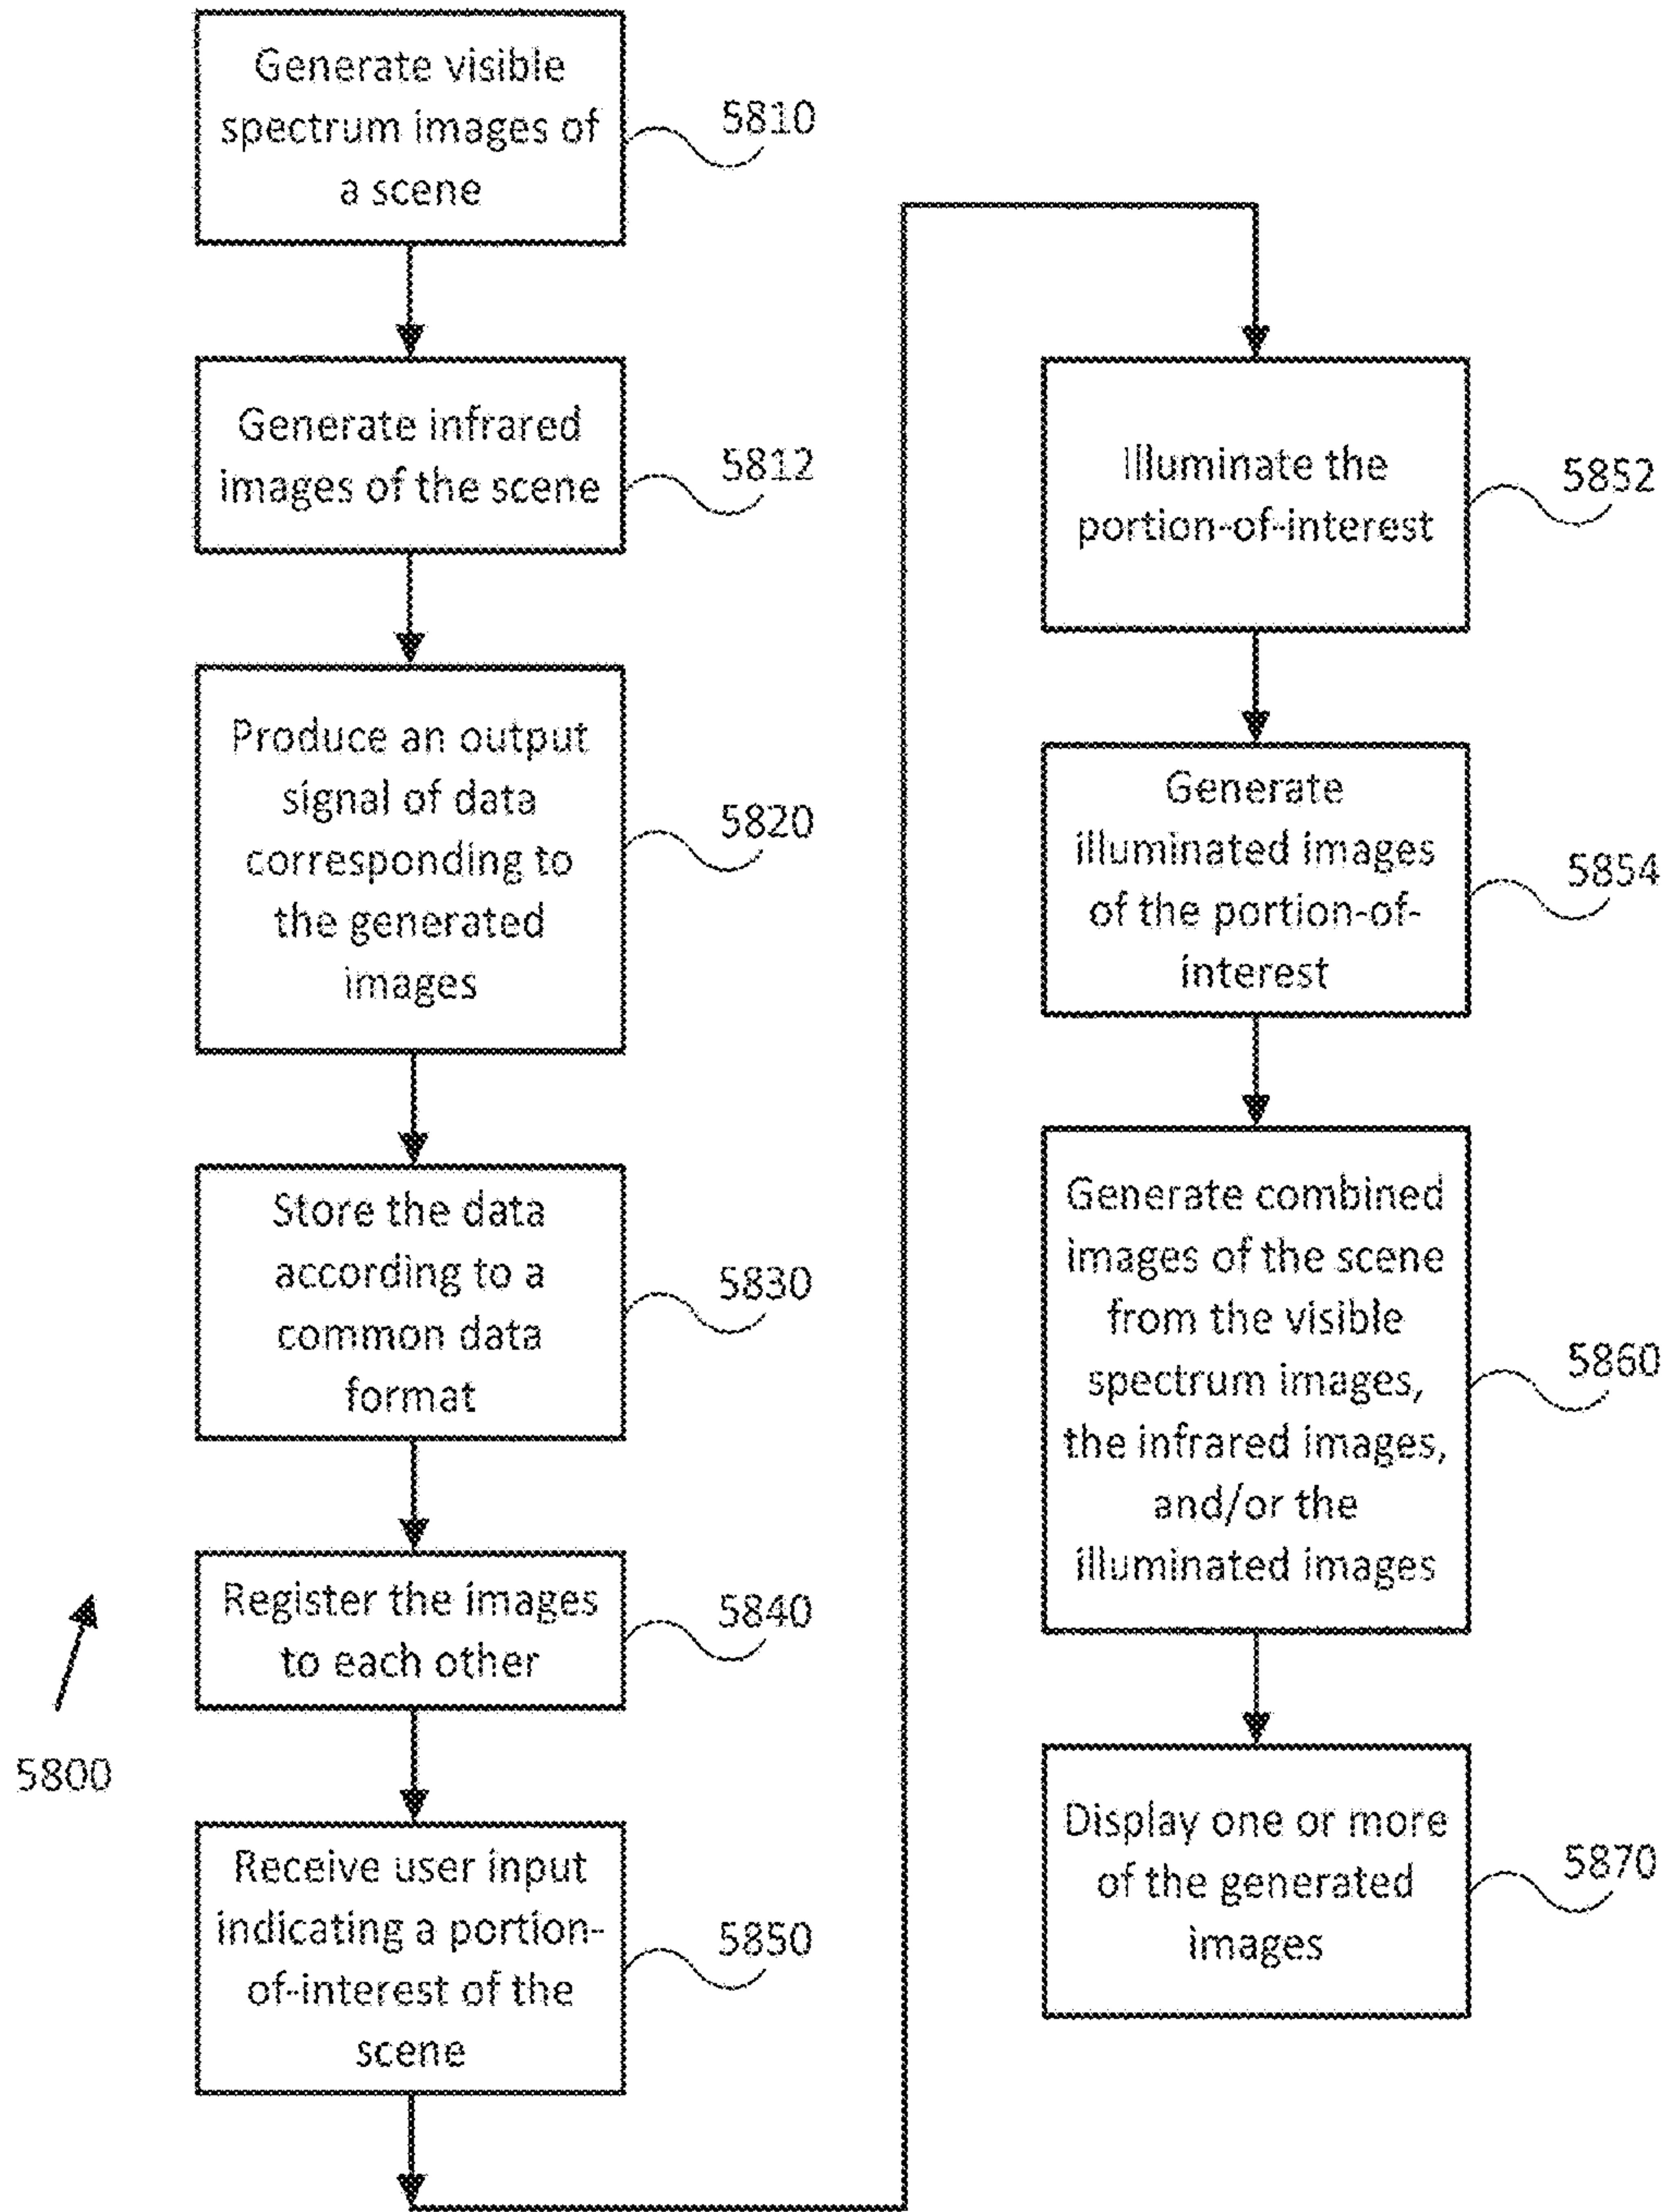 Generate visible
spectrum images of
a scene
5810
Generate infrared
images of the scene
5812
Produce an output
signal of data
corresponding to
the generated
images
5820
Store the data
according to a
common data
format
5830
Register the images
to each other
5840
5800
Receive user input
indicating a portion-
of-interest of the
scene
5850
Illuminate the
portion-of-interest
5852
Generate
illuminated images
of the portion-of-
interest
5854
Generate combined
images of the scene
from the visible
spectrum images,
the infrared images,
and/or the
illuminated images
5860
Display one or more
of the generated
images
5870